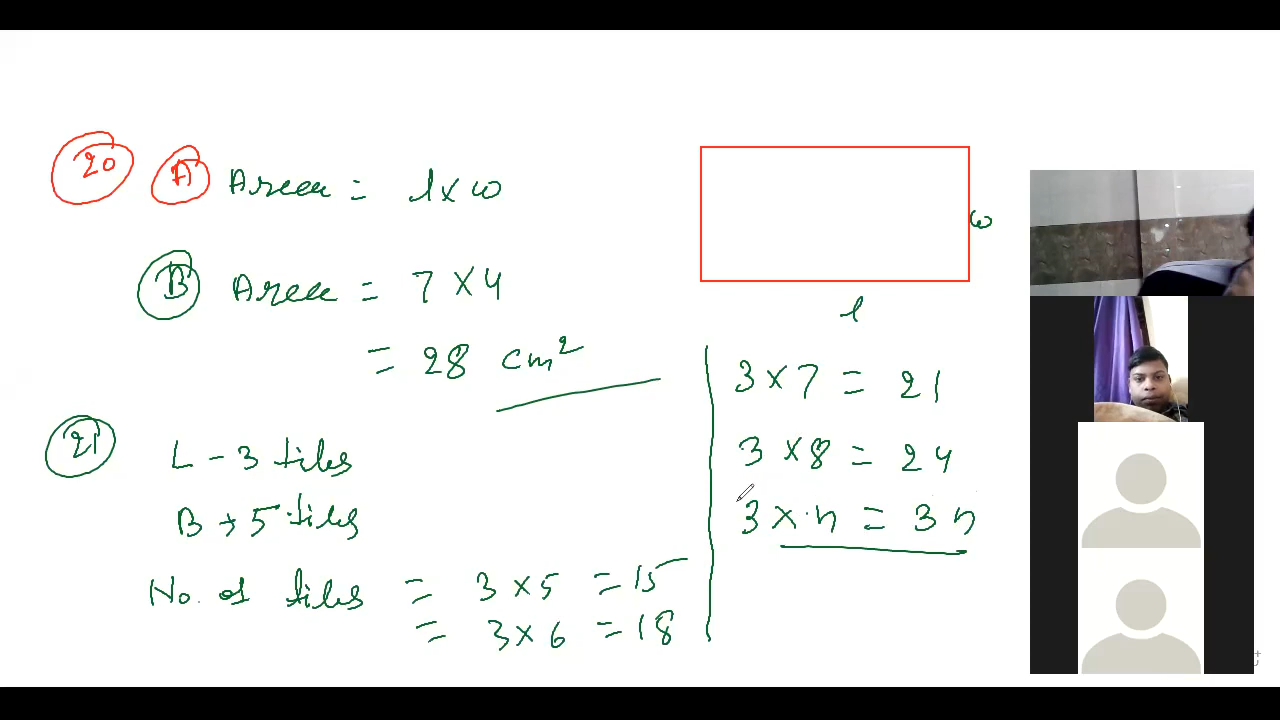 20 A Area = l x w
w
B Area = 7 x 4
l
= 28 cm²
21 L - 3 tiles
B → 5 tiles
No. of tiles = 3 x 5 = 15
= 3 x 6 = 18
3 x 7 = 21
3 x 8 = 24
3 x n = 3n